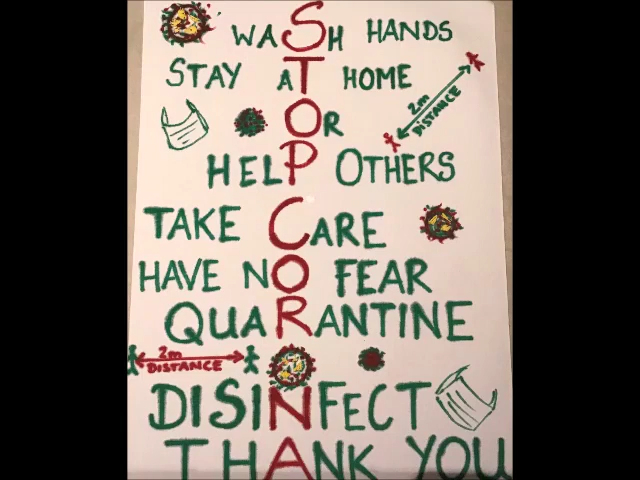 WASH HANDS
STAY AT HOME
2m
DISTANCE
OR
HELP OTHERS
TAKE CARE
HAVE NO FEAR
QUARANTINE
2m
DISTANCE
DISINFECT
THANK YOU